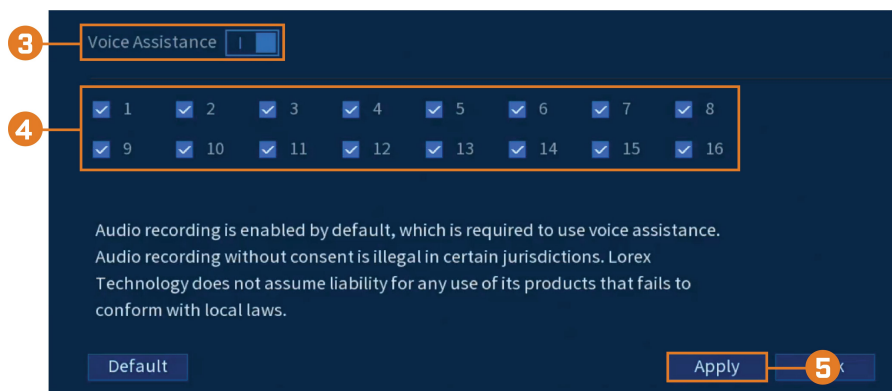 3 Voice Assistance
4
1 2 3 4 5 6 7 8
9 10 11 12 13 14 15 16
Audio recording is enabled by default, which is required to use voice assistance.
Audio recording without consent is illegal in certain jurisdictions. Lorex
Technology does not assume liability for any use of its products that fails to
conform with local laws.
Default Apply 5